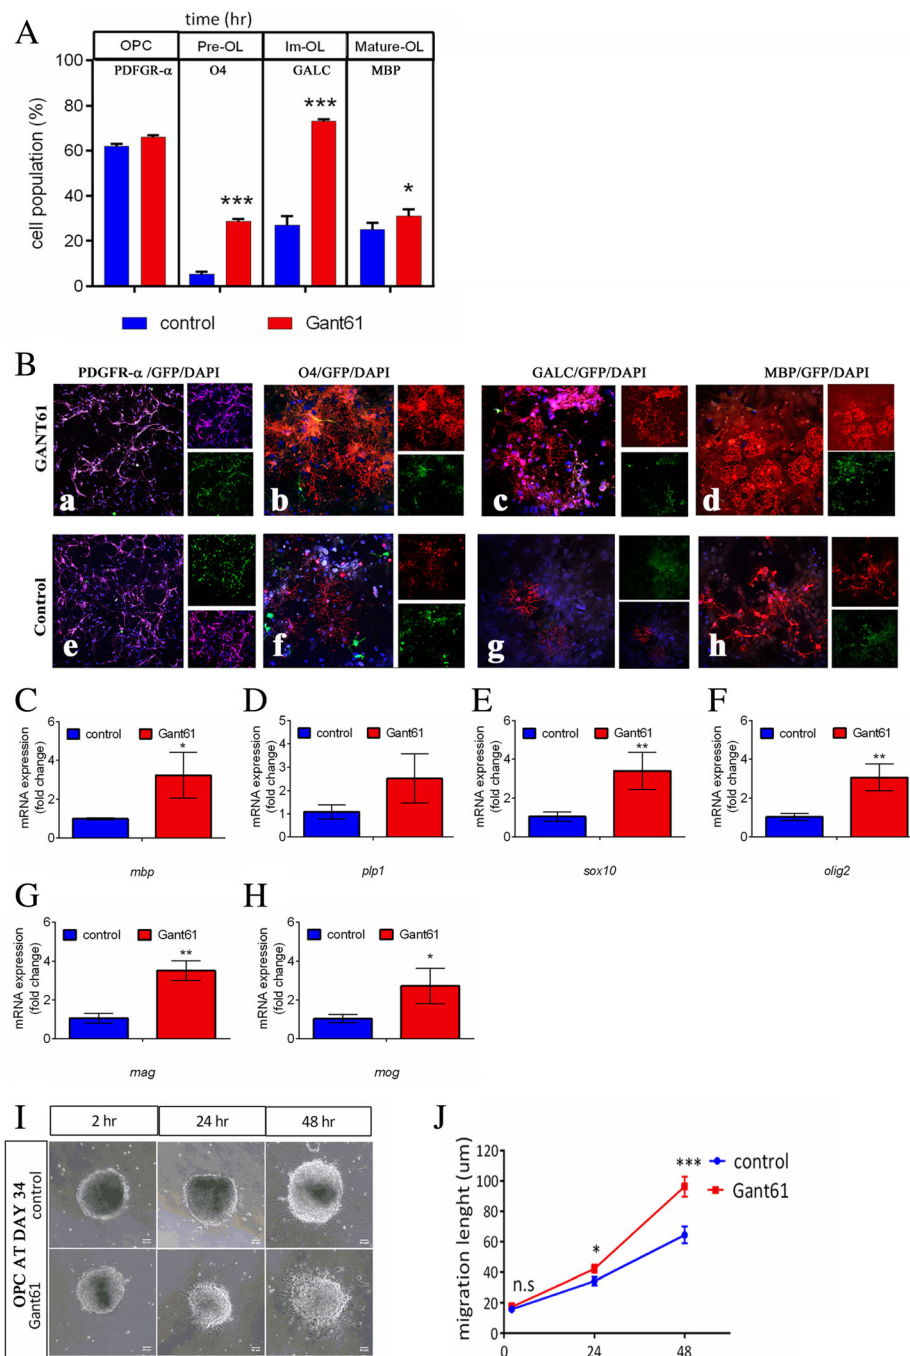 time (hr)
A
OPC Pre-OL Im-OL Mature-OL
PDFGR-α O4 GALC MBP
100
80
60
40
20
0
cell population (%)
*** *** *
control Gant61
B
PDGFR-α /GFP/DAPI O4/GFP/DAPI GALC/GFP/DAPI MBP/GFP/DAPI
GANT61
a b c d
Control
e f g h
C
control Gant61
mRNA expression
(fold change)
6
4
2
0
*
mbp
D
control Gant61
mRNA expression
(fold change)
5
4
3
2
1
0
plp1
E
control Gant61
mRNA expression
(fold change)
6
4
2
0
**
sox10
F
control Gant61
mRNA expression
(fold change)
6
4
2
0
**
olig2
G
control Gant61
mRNA expression
(fold change)
6
4
2
0
**
mag
H
control Gant61
mRNA expression
(fold change)
6
4
2
0
*
mog
I
2 hr 24 hr 48 hr
OPC AT DAY 34
control
Gant61
J
migration lenght (um)
120
100
80
60
40
20
0
n.s * ***
control
Gant61
0 24 48